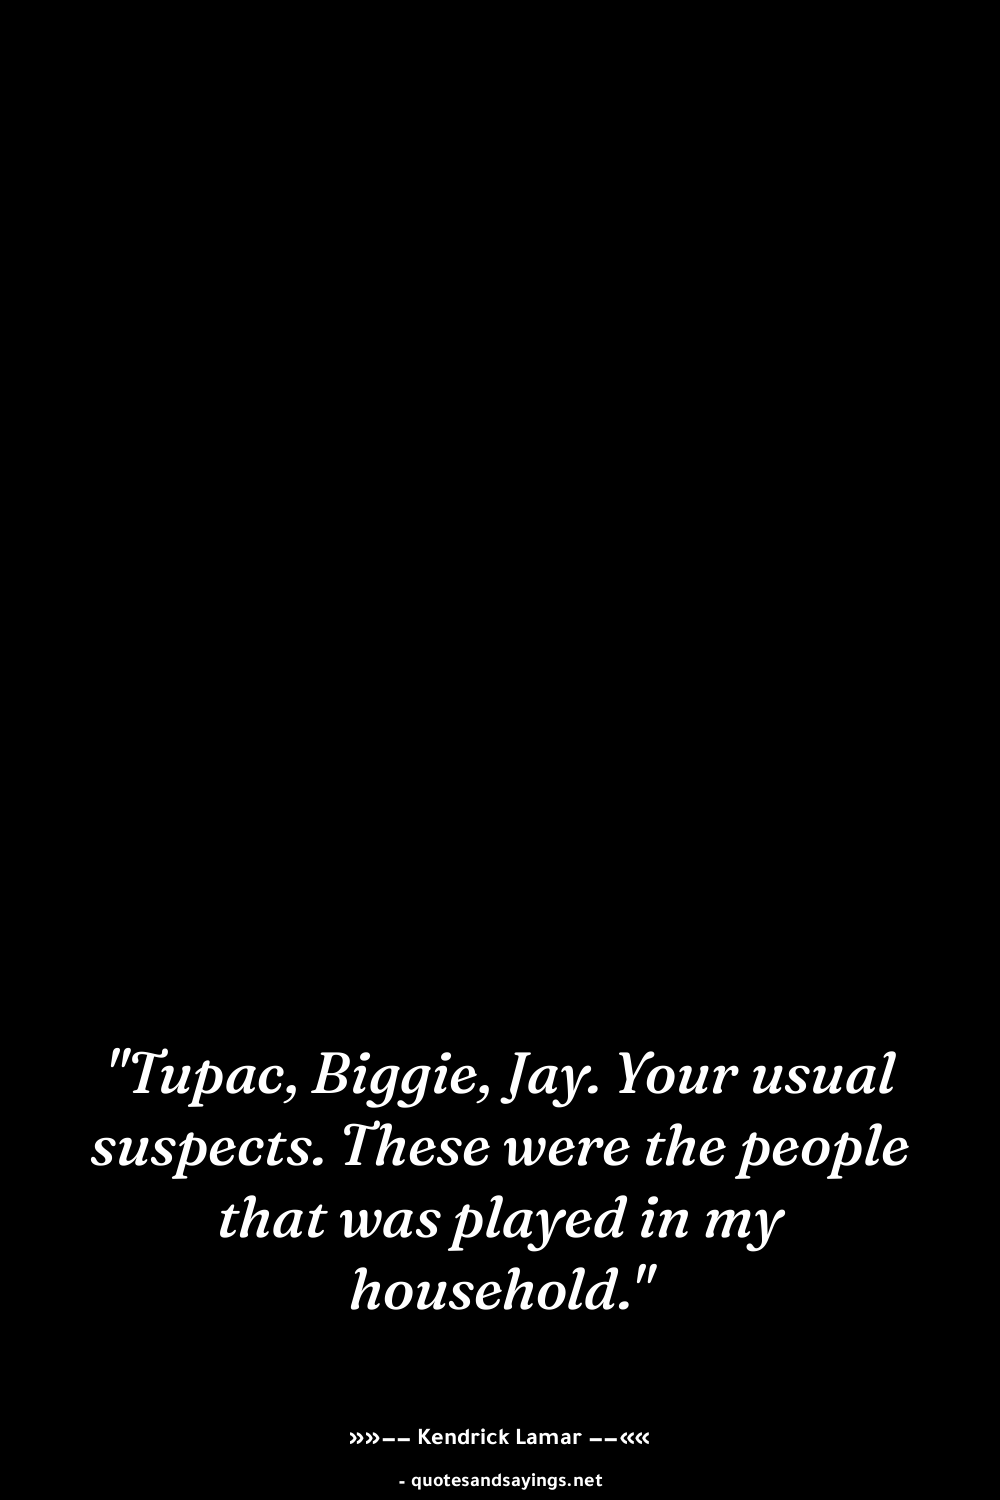 "Tupac, Biggie, Jay. Your usual
suspects. These were the people
that was played in my
household."
»»–– Kendrick Lamar ––««
- quotesandsayings.net